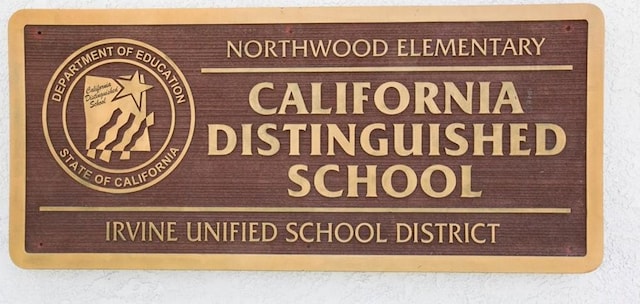 DEPARTMENT OF EDUCATION
California
Distinguished
School
STATE OF CALIFORNIA
NORTHWOOD ELEMENTARY
CALIFORNIA
DISTINGUISHED
SCHOOL
IRVINE UNIFIED SCHOOL DISTRICT